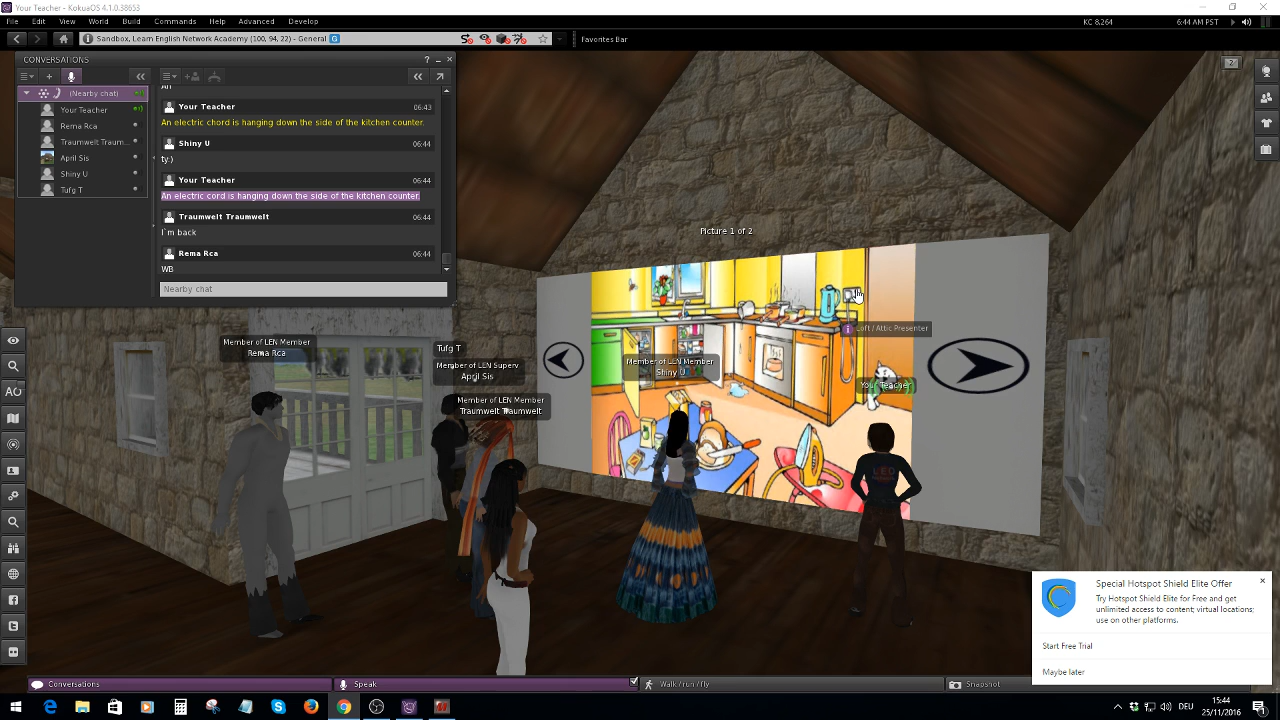 Your Teacher - KokuaOS 4.1.0.38653
File Edit View World Build Commands Help Advanced Develop
KC 8,264 6:44 AM PST
Sandbox, Learn English Network Academy (100, 94, 22) - General G
Favorites Bar
CONVERSATIONS
(Nearby chat)
Your Teacher
Rema Rca
Traumwelt Traum...
April Sis
Shiny U
Tufg T
Your Teacher 06:43
An electric chord is hanging down the side of the kitchen counter.
Shiny U 06:44
ty:)
Your Teacher 06:44
An electric cord is hanging down the side of the kitchen counter.
Traumwelt Traumwelt 06:44
I`m back
Rema Rca 06:44
WB
Nearby chat
Picture 1 of 2
Loft / Attic Presenter
Member of LEN Member
Rema Rca
Tufg T
Member of LEN Superv
April Sis
Member of LEN Member
Traumwelt Traumwelt
Member of LEN Member
Shiny U
Your Teacher
AO
Special Hotspot Shield Elite Offer
Try Hotspot Shield Elite for Free and get
unlimited access to content; virtual locations;
use on other platforms.
Start Free Trial
Maybe later
Conversations
Speak
Walk / run / fly
Snapshot
DEU
15:44
25/11/2016